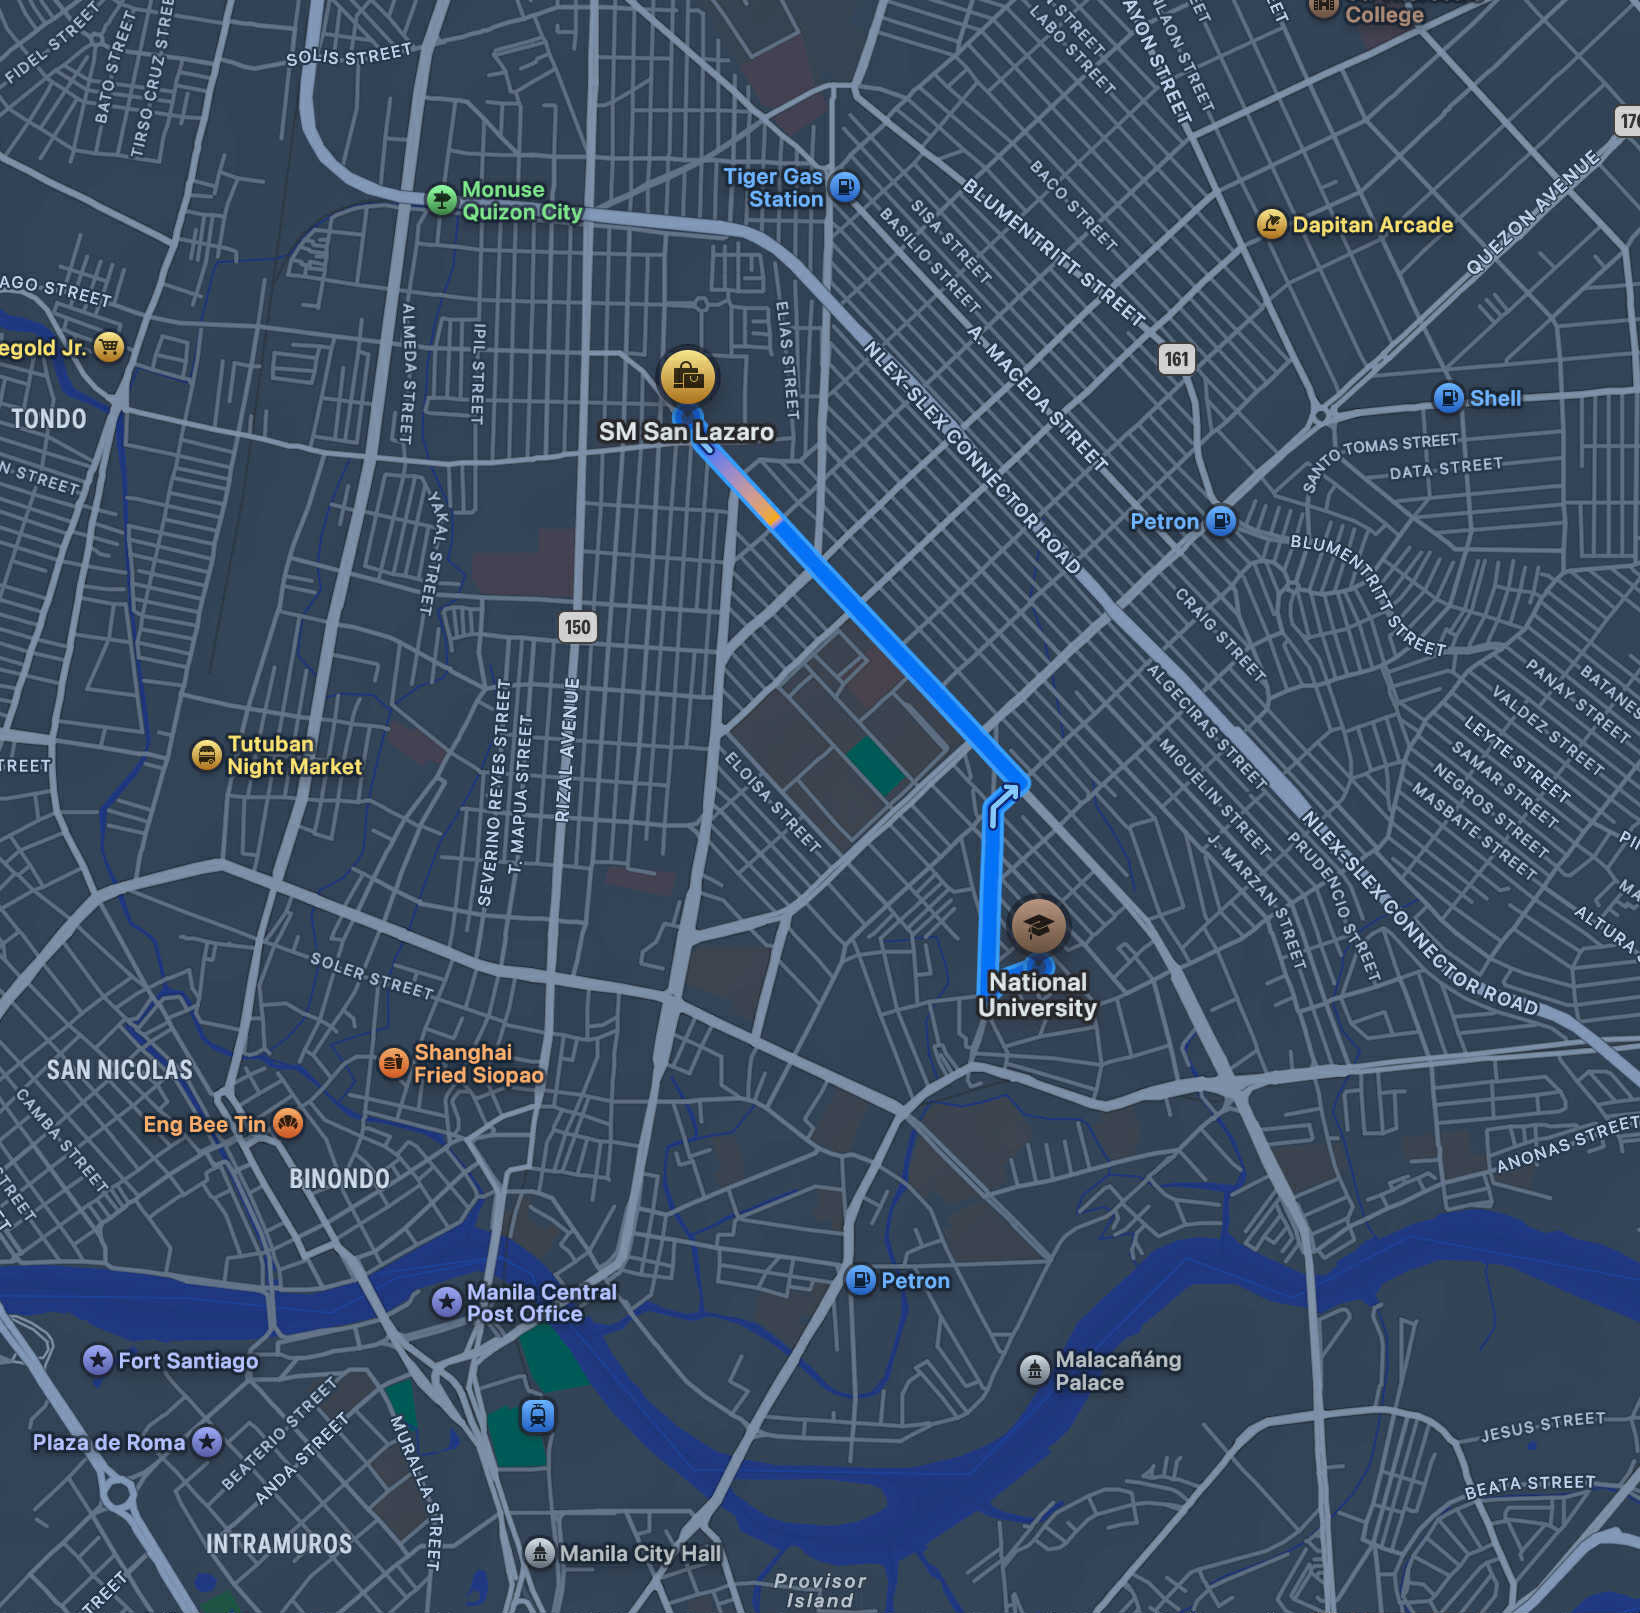 College
FIDEL STREET
BATO STREET
SOLIS STREET
LABO STREET
176
BACO STREET
Monuse
Quizon City
Tiger Gas
Station
BLUMENTRITT STREET
SISA STREET
BASILIO STREET
Dapitan Arcade
QUEZON AVENUE
AGO STREET
egold Jr.
TONDO
ALMEDA STREET
IPIL STREET
ELIAS STREET
161
A. MACEDA STREET
NLEX-SLEX CONNECTOR ROAD
Shell
SM San Lazaro
SANTO TOMAS STREET
DATA STREET
N STREET
YAKAL STREET
Petron
BLUMENTRITT STREET
CRAIG STREET
150
ALGECIRAS STREET
PANAY STREET
BATANES
VALDEZ STREET
LEYTE STREET
SAMAR STREET
NEGROS STREET
MASBATE STREET
Tutuban
Night Market
TREET
SEVERINO REYES STREET
T. MAPUA STREET
RIZAL AVENUE
ELOISA STREET
MIGUELIN STREET
J. MARZAN STREET
PRUDENCIO STREET
NLEX-SLEX CONNECTOR ROAD
ALTURA
SOLER STREET
National
University
SAN NICOLAS
Shanghai
Fried Siopao
CAMBA STREET
Eng Bee Tin
BINONDO
STREET
ANONAS STREET
Manila Central
Post Office
Petron
Fort Santiago
Malacañáng
Palace
BEATERIO STREET
ANDA STREET
Plaza de Roma
MURALLA STREET
JESUS STREET
BEATA STREET
INTRAMUROS
Manila City Hall
Provisor
Island
STREET